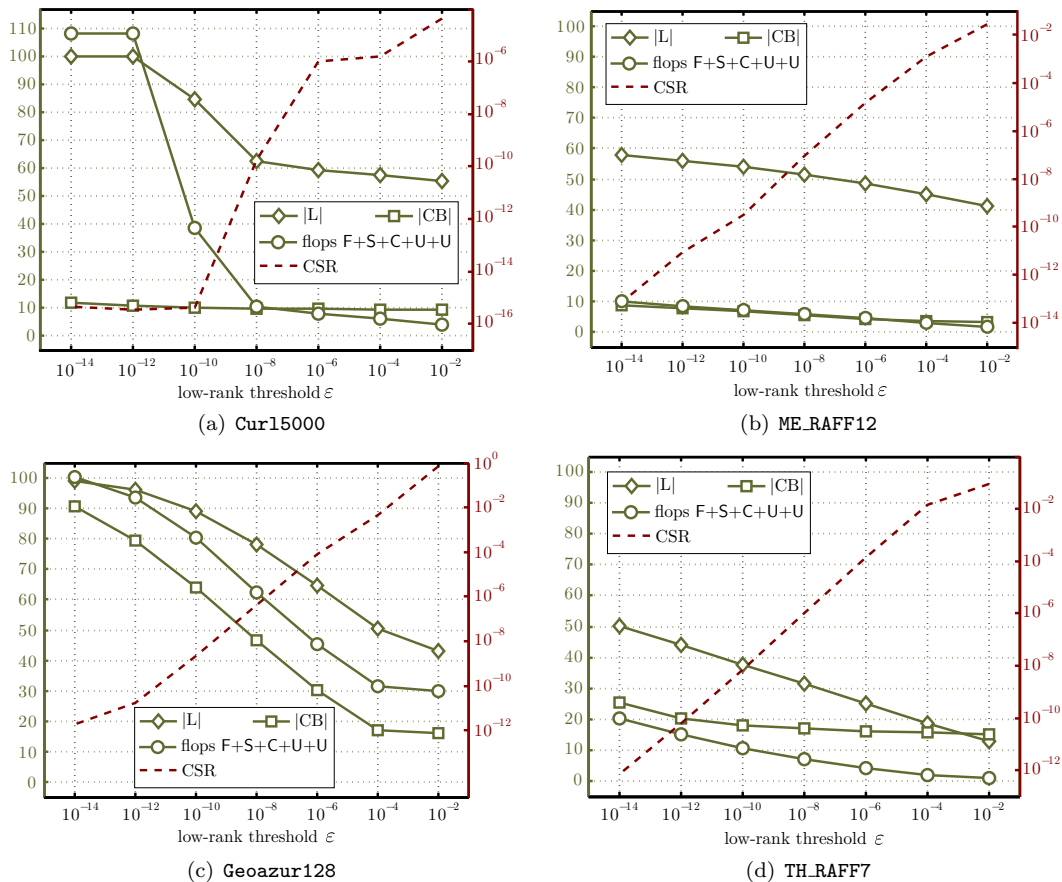 110
100
90
80
70
60
50
40
30
20
10
0
10⁻⁶
10⁻⁸
10⁻¹⁰
10⁻¹²
10⁻¹⁴
10⁻¹⁶
|L| |CB|
flops F+S+C+U+U
CSR
10⁻¹⁴ 10⁻¹² 10⁻¹⁰ 10⁻⁸ 10⁻⁶ 10⁻⁴ 10⁻²
low-rank threshold ε
(a) Curl5000
100
90
80
70
60
50
40
30
20
10
0
10⁻²
10⁻⁴
10⁻⁶
10⁻⁸
10⁻¹⁰
10⁻¹²
10⁻¹⁴
|L| |CB|
flops F+S+C+U+U
CSR
10⁻¹⁴ 10⁻¹² 10⁻¹⁰ 10⁻⁸ 10⁻⁶ 10⁻⁴ 10⁻²
low-rank threshold ε
(b) ME_RAFF12
100
90
80
70
60
50
40
30
20
10
0
10⁰
10⁻²
10⁻⁴
10⁻⁶
10⁻⁸
10⁻¹⁰
10⁻¹²
|L| |CB|
flops F+S+C+U+U
CSR
10⁻¹⁴ 10⁻¹² 10⁻¹⁰ 10⁻⁸ 10⁻⁶ 10⁻⁴ 10⁻²
low-rank threshold ε
(c) Geoazur128
100
90
80
70
60
50
40
30
20
10
0
10⁻²
10⁻⁴
10⁻⁶
10⁻⁸
10⁻¹⁰
10⁻¹²
|L| |CB|
flops F+S+C+U+U
CSR
10⁻¹⁴ 10⁻¹² 10⁻¹⁰ 10⁻⁸ 10⁻⁶ 10⁻⁴ 10⁻²
low-rank threshold ε
(d) TH_RAFF7